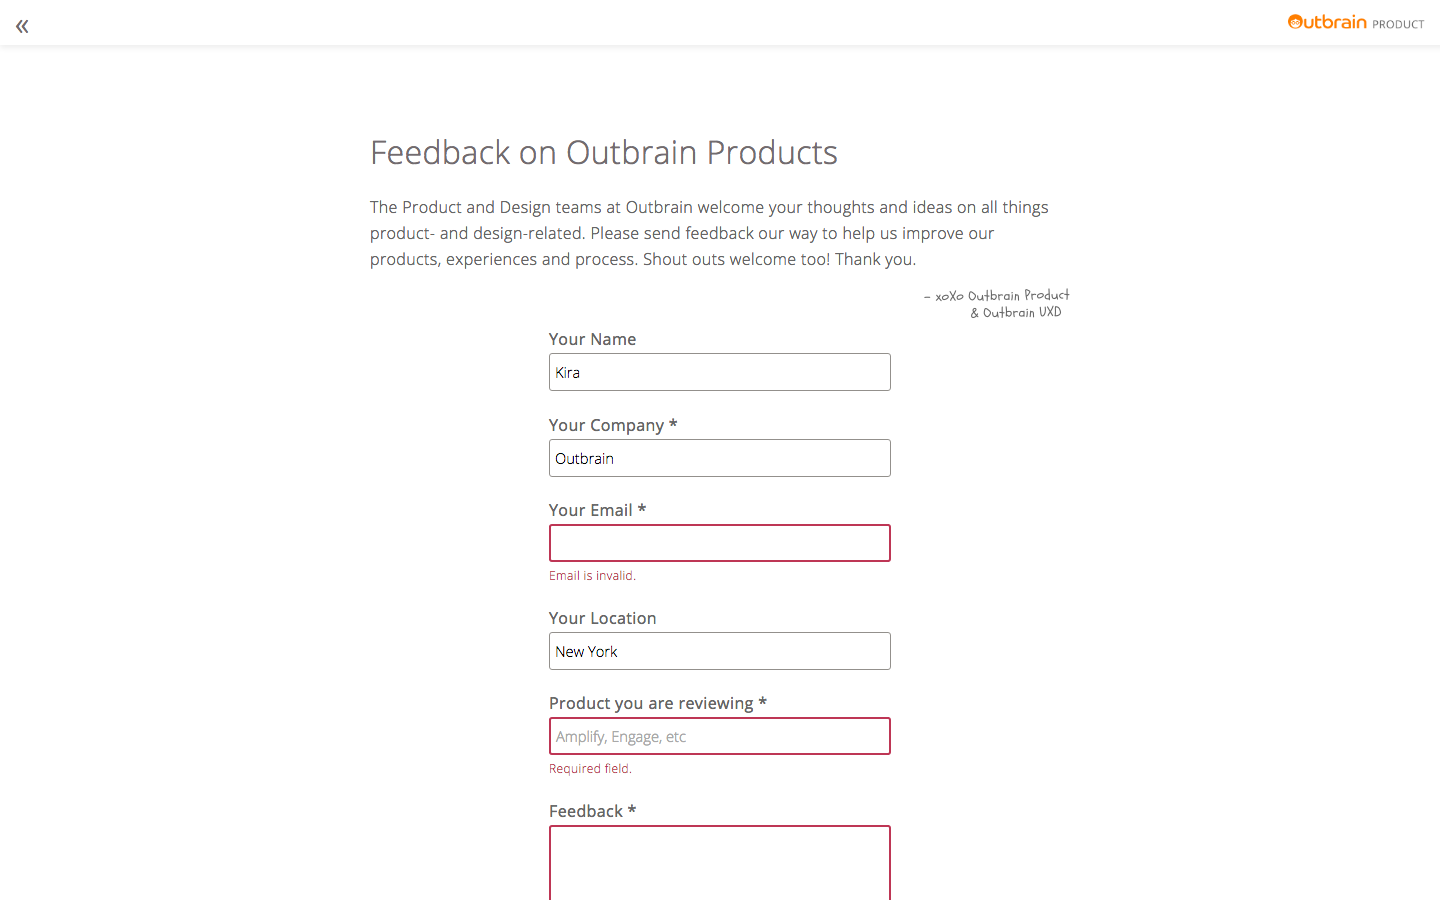 «
Outbrain PRODUCT
Feedback on Outbrain Products
The Product and Design teams at Outbrain welcome your thoughts and ideas on all things
product- and design-related. Please send feedback our way to help us improve our
products, experiences and process. Shout outs welcome too! Thank you.
– xoXo Outbrain Product
& Outbrain UXD
Your Name
Kira
Your Company *
Outbrain
Your Email *
Email is invalid.
Your Location
New York
Product you are reviewing *
Amplify, Engage, etc
Required field.
Feedback *